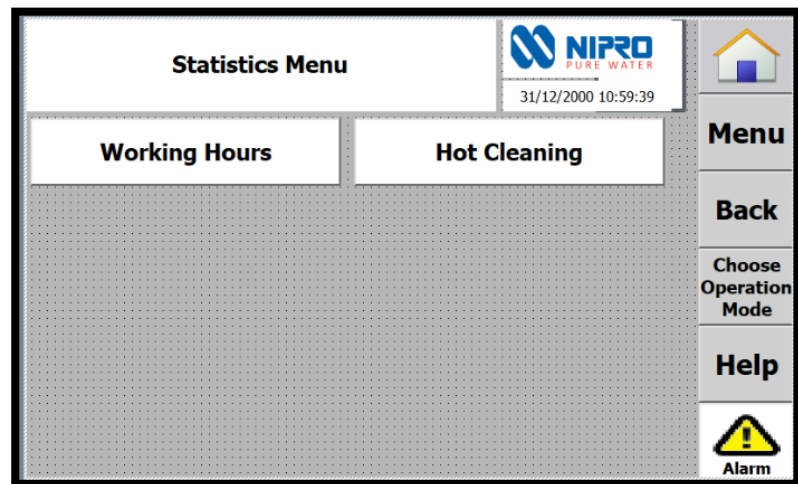 Statistics Menu
NIPRO
PURE WATER
31/12/2000 10:59:39
Working Hours
Hot Cleaning
Menu
Back
Choose
Operation
Mode
Help
Alarm